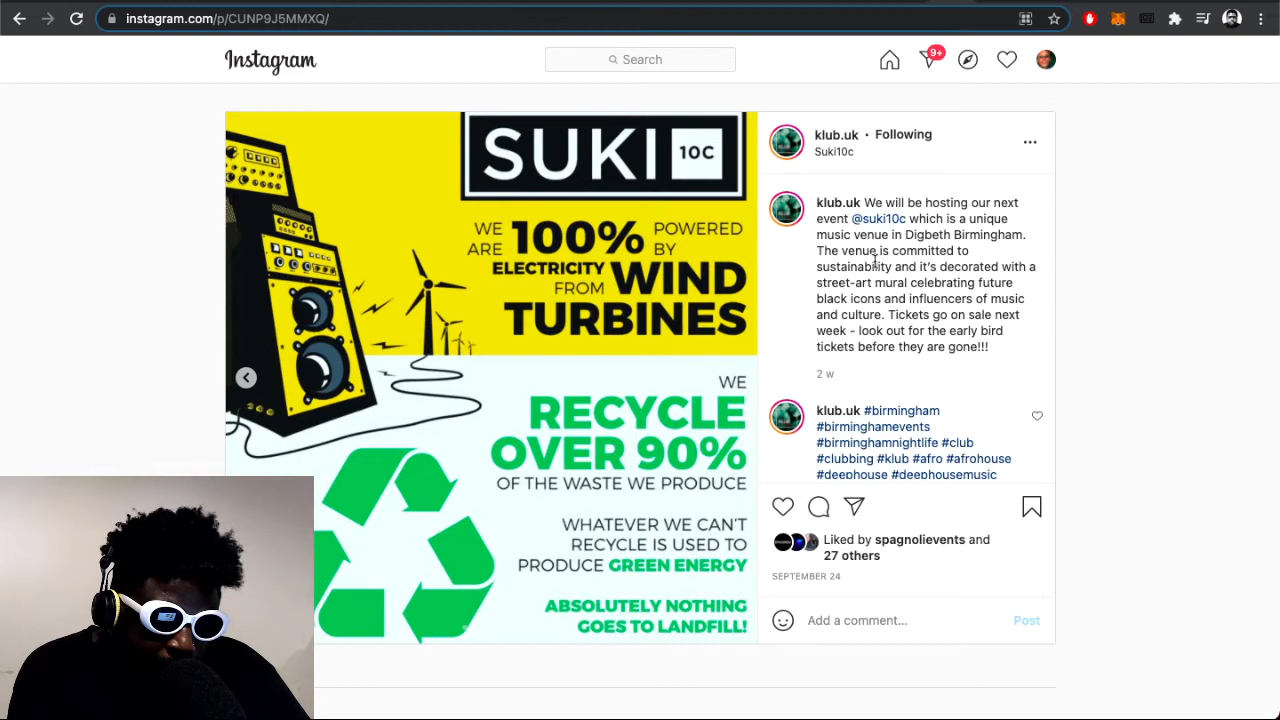 instagram.com/p/CUNP9J5MMXQ/
Instagram
Search
9+
SUKI 10C
WE ARE 100% POWERED BY
ELECTRICITY FROM WIND
TURBINES
WE
RECYCLE
OVER 90%
OF THE WASTE WE PRODUCE
WHATEVER WE CAN'T
RECYCLE IS USED TO
PRODUCE GREEN ENERGY
ABSOLUTELY NOTHING
GOES TO LANDFILL!
klub.uk • Following
Suki10c
klub.uk We will be hosting our next
event @suki10c which is a unique
music venue in Digbeth Birmingham.
The venue is committed to
sustainability and it's decorated with a
street-art mural celebrating future
black icons and influencers of music
and culture. Tickets go on sale next
week - look out for the early bird
tickets before they are gone!!!
2 w
klub.uk #birmingham
#birminghamevents
#birminghamnightlife #club
#clubbing #klub #afro #afrohouse
#deephouse #deephousemusic
Liked by spagnolievents and
27 others
SEPTEMBER 24
Add a comment...
Post